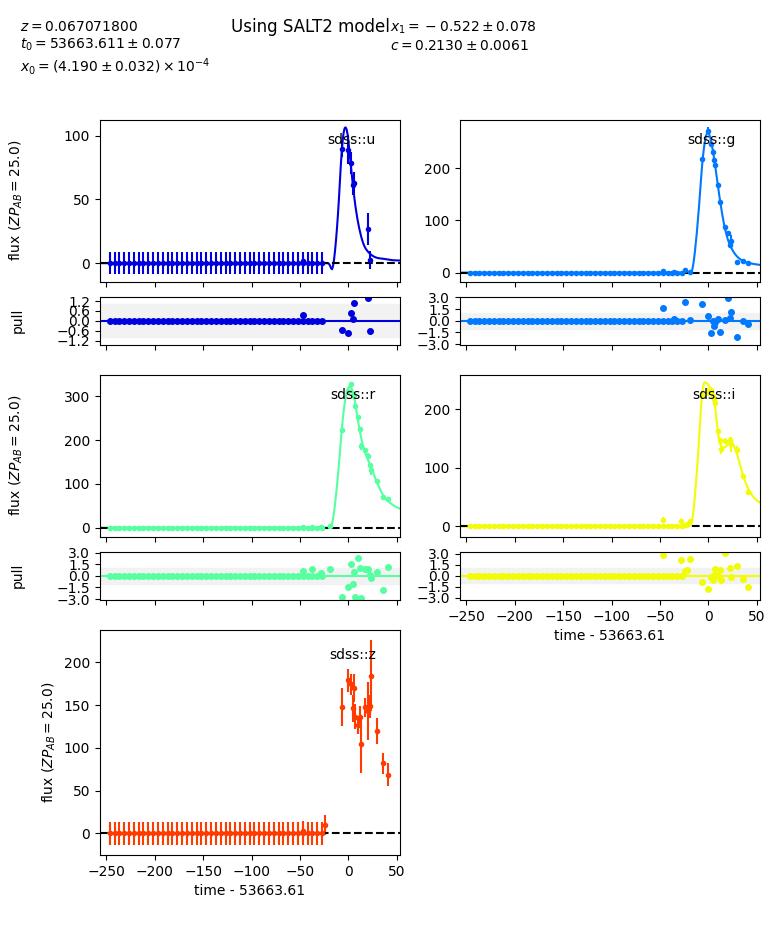 Using SALT2 model
z = 0.067071800
t₀ = 53663.611 ± 0.077
x₀ = (4.190 ± 0.032) × 10⁻⁴
x₁ = −0.522 ± 0.078
c = 0.2130 ± 0.0061
flux (ZP_AB = 25.0)
100
50
0
sdss::u
200
100
0
sdss::g
pull
1.2
0.6
0.0
−0.6
−1.2
3.0
1.5
0.0
−1.5
−3.0
flux (ZP_AB = 25.0)
300
200
100
0
sdss::r
200
100
0
sdss::i
pull
3.0
1.5
0.0
−1.5
−3.0
3.0
1.5
0.0
−1.5
−3.0
−250 −200 −150 −100 −50 0 50
time - 53663.61
flux (ZP_AB = 25.0)
200
150
100
50
0
sdss::z
−250 −200 −150 −100 −50 0 50
time - 53663.61